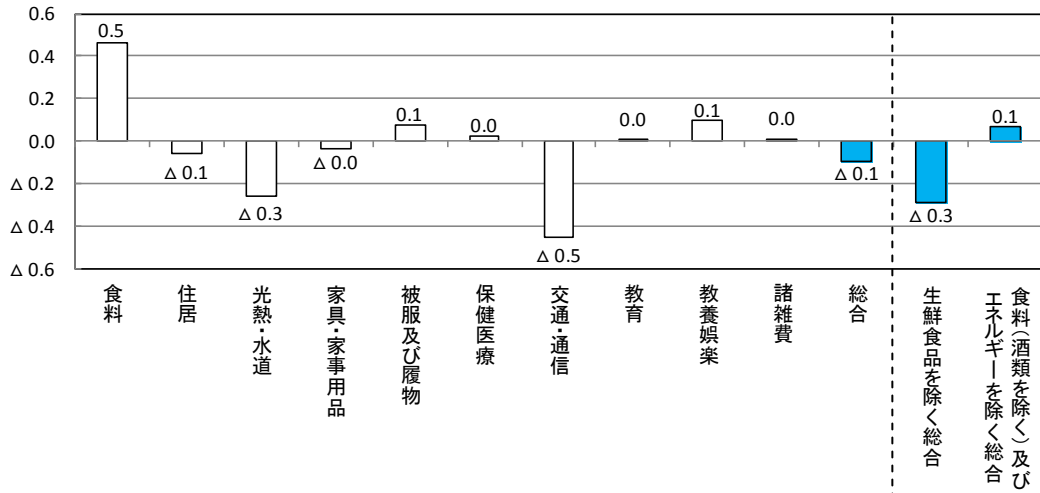 0.6
0.4
0.2
0.0
△ 0.2
△ 0.4
△ 0.6
0.5
△ 0.1
△ 0.3
△ 0.0
0.1
0.0
△ 0.5
0.0
0.1
0.0
△ 0.1
△ 0.3
0.1
食料
住居
光熱・水道
家具・家事用品
被服及び履物
保健医療
交通・通信
教育
教養娯楽
諸雑費
総合
生鮮食品を除く総合
食料(酒類を除く)及び
エネルギーを除く総合